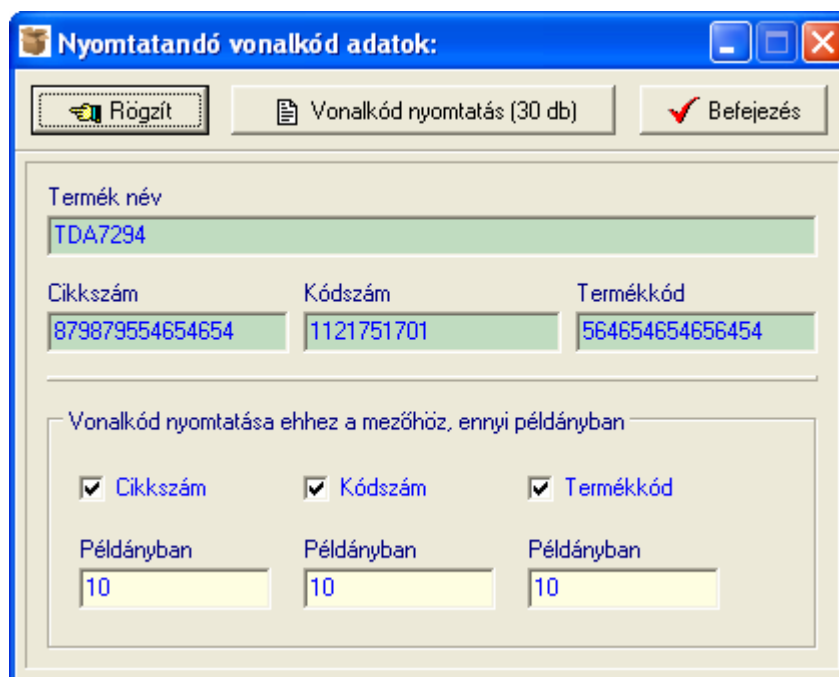 Nyomtatandó vonalkód adatok:
Rögzít Vonalkód nyomtatás (30 db) Befejezés
Termék név
TDA7294
Cikkszám Kódszám Termékkód
879879554654654 1121751701 564654654656454
Vonalkód nyomtatása ehhez a mezőhöz, ennyi példányban
Cikkszám Kódszám Termékkód
Példányban Példányban Példányban
10 10 10